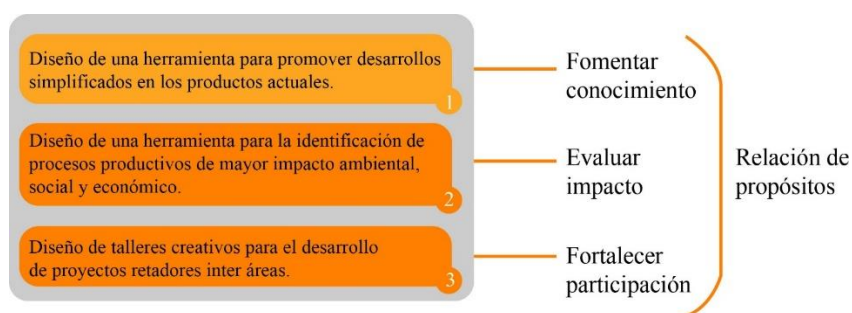 Diseño de una herramienta para promover desarrollos
simplificados en los productos actuales.
1
Fomentar
conocimiento
Diseño de una herramienta para la identificación de
procesos productivos de mayor impacto ambiental,
social y económico.
2
Evaluar
impacto
Diseño de talleres creativos para el desarrollo
de proyectos retadores inter áreas.
3
Fortalecer
participación
Relación de
propósitos